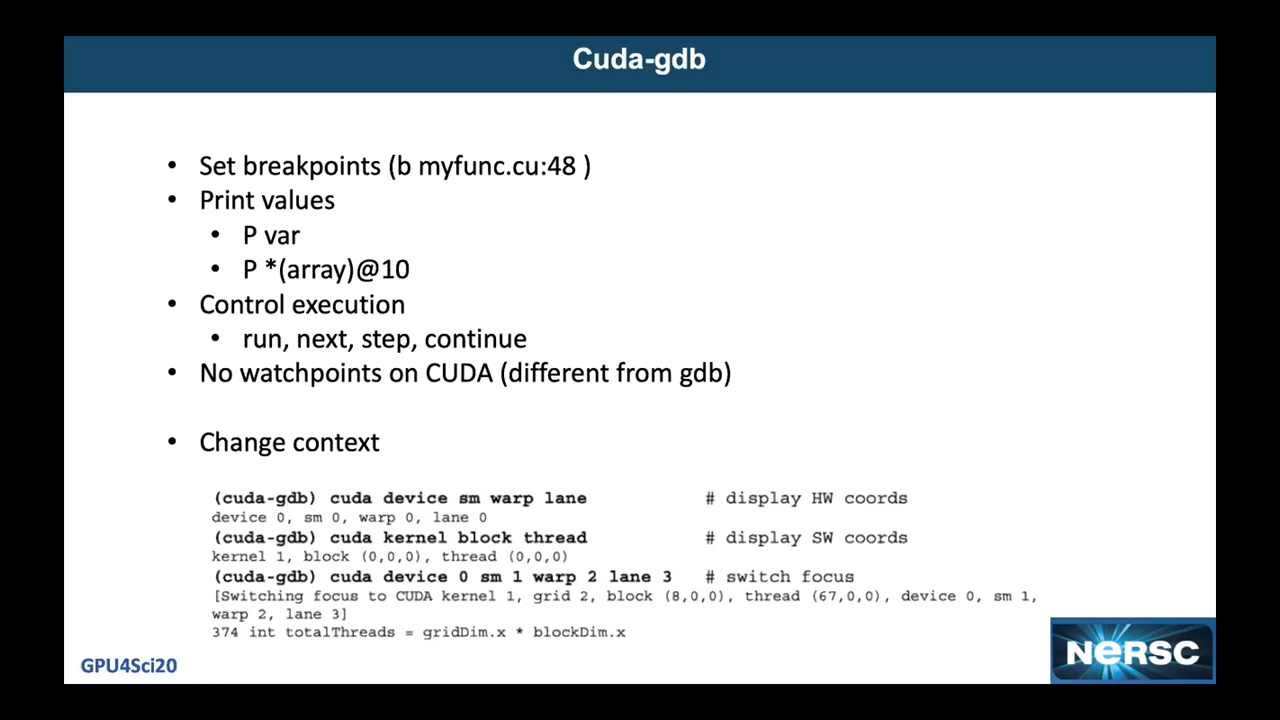 Cuda-gdb
• Set breakpoints (b myfunc.cu:48 )
• Print values
• P var
• P *(array)@10
• Control execution
• run, next, step, continue
• No watchpoints on CUDA (different from gdb)
• Change context
(cuda-gdb) cuda device sm warp lane # display HW coords
device 0, sm 0, warp 0, lane 0
(cuda-gdb) cuda kernel block thread # display SW coords
kernel 1, block (0,0,0), thread (0,0,0)
(cuda-gdb) cuda device 0 sm 1 warp 2 lane 3 # switch focus
[Switching focus to CUDA kernel 1, grid 2, block (8,0,0), thread (67,0,0), device 0, sm 1,
warp 2, lane 3]
374 int totalThreads = gridDim.x * blockDim.x
GPU4Sci20
NERSC